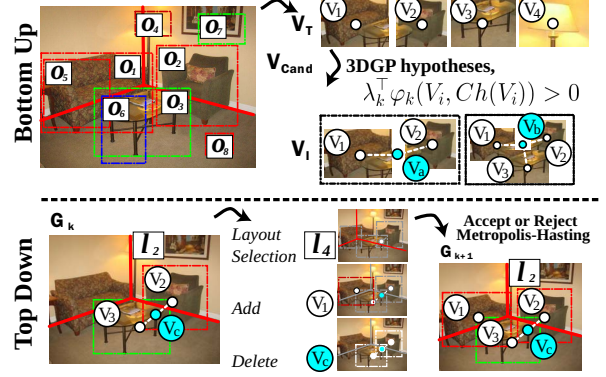 Bottom Up
O4
O7
O1
O2
O5
O6
O3
O8
VT
V1
V2
V3
V4
VCand
3DGP hypotheses,
λk⊤φk(Vi, Ch(Vi)) > 0
VI
V1
V2
Va
V1
Vb
V2
V3
Top Down
Gk
l2
V2
V3
Vc
Layout
Selection
l4
Add
V1
Delete
Vc
Accept or Reject
Metropolis-Hasting
Gk+1
l2
V1
V2
V3
Vc